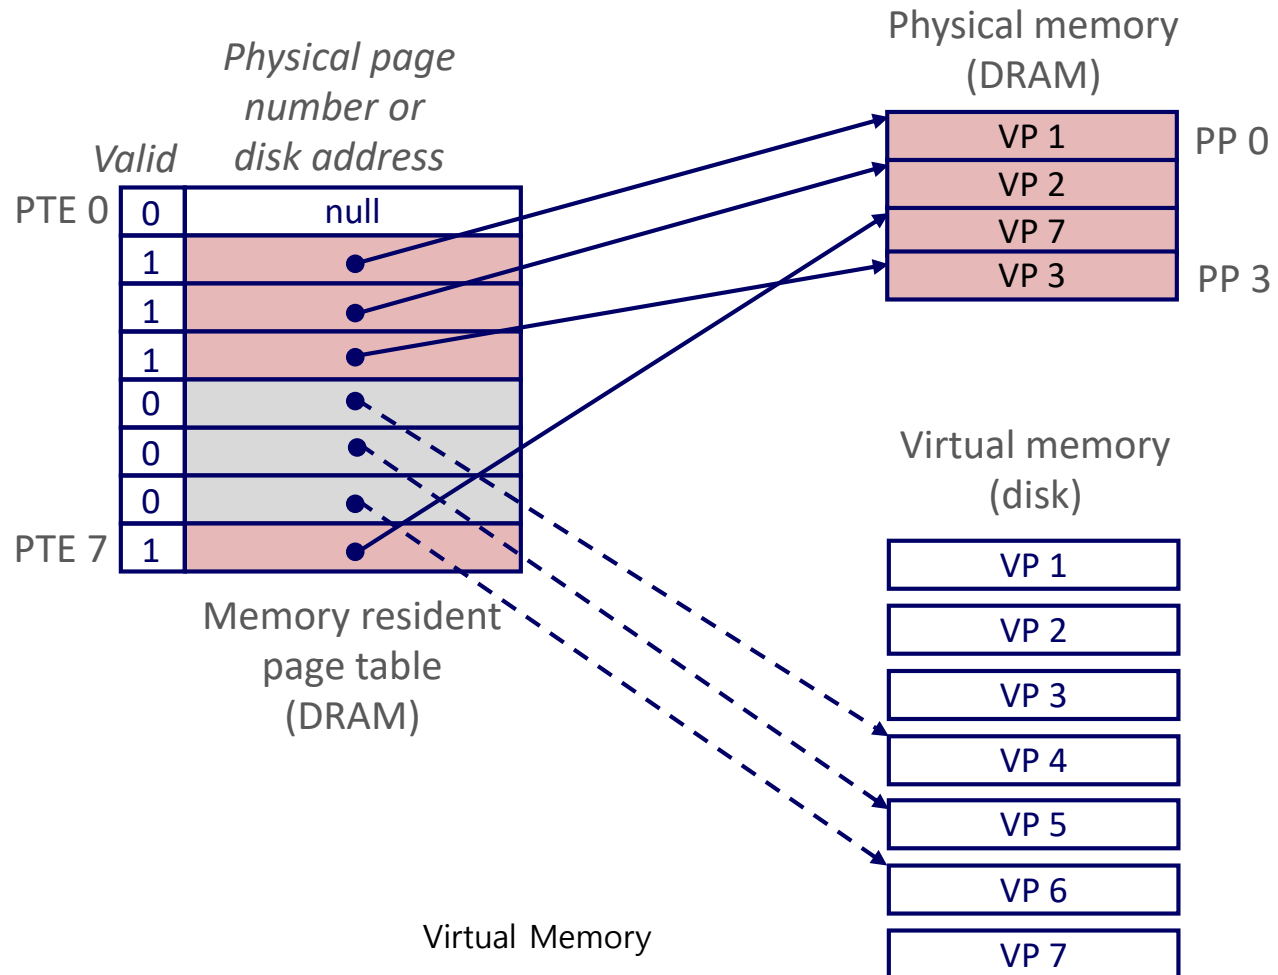 Physical page
number or
disk address
Valid
PTE 0
0
null
1
1
1
0
0
0
PTE 7
1
Memory resident
page table
(DRAM)
Physical memory
(DRAM)
VP 1
PP 0
VP 2
VP 7
VP 3
PP 3
Virtual memory
(disk)
VP 1
VP 2
VP 3
VP 4
VP 5
VP 6
VP 7
Virtual Memory